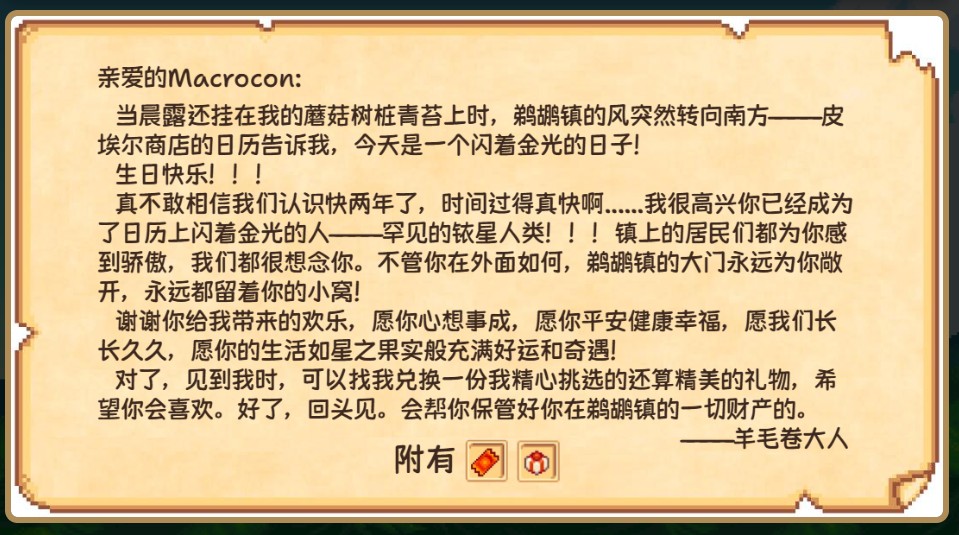 亲爱的Macrocon:
当晨露还挂在我的蘑菇树桩青苔上时，鹈鹕镇的风突然转向南方———皮
埃尔商店的日历告诉我，今天是一个闪着金光的日子！
生日快乐！！！
真不敢相信我们认识快两年了，时间过得真快啊......我很高兴你已经成为
了日历上闪着金光的人———罕见的铱星人类！！！镇上的居民们都为你感
到骄傲，我们都很想念你。不管你在外面如何，鹈鹕镇的大门永远为你敞
开，永远都留着你的小窝！
谢谢你给我带来的欢乐，愿你心想事成，愿你平安健康幸福，愿我们长
长久久，愿你的生活如星之果实般充满好运和奇遇！
对了，见到我时，可以找我兑换一份我精心挑选的还算精美的礼物，希
望你会喜欢。好了，回头见。会帮你保管好你在鹈鹕镇的一切财产的。
———羊毛卷大人
附有